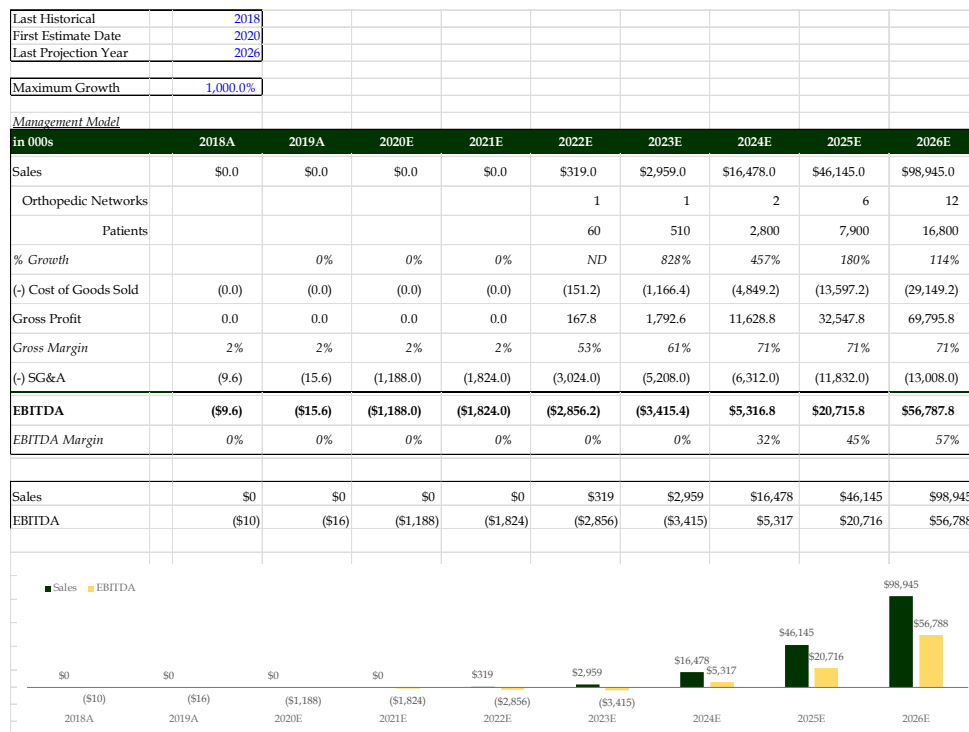 Last Historical 2018
First Estimate Date 2020
Last Projection Year 2026
Maximum Growth 1,000.0%
Management Model
in 000s 2018A 2019A 2020E 2021E 2022E 2023E 2024E 2025E 2026E
Sales $0.0 $0.0 $0.0 $0.0 $319.0 $2,959.0 $16,478.0 $46,145.0 $98,945.0
Orthopedic Networks 1 1 2 6 12
Patients 60 510 2,800 7,900 16,800
% Growth 0% 0% 0% ND 828% 457% 180% 114%
(-) Cost of Goods Sold (0.0) (0.0) (0.0) (0.0) (151.2) (1,166.4) (4,849.2) (13,597.2) (29,149.2)
Gross Profit 0.0 0.0 0.0 0.0 167.8 1,792.6 11,628.8 32,547.8 69,795.8
Gross Margin 2% 2% 2% 2% 53% 61% 71% 71% 71%
(-) SG&A (9.6) (15.6) (1,188.0) (1,824.0) (3,024.0) (5,208.0) (6,312.0) (11,832.0) (13,008.0)
EBITDA ($9.6) ($15.6) ($1,188.0) ($1,824.0) ($2,856.2) ($3,415.4) $5,316.8 $20,715.8 $56,787.8
EBITDA Margin 0% 0% 0% 0% 0% 0% 32% 45% 57%
Sales $0 $0 $0 $0 $319 $2,959 $16,478 $46,145 $98,945
EBITDA ($10) ($16) ($1,188) ($1,824) ($2,856) ($3,415) $5,317 $20,716 $56,788
Sales EBITDA
$0 $0 $0 $0 $319 $2,959 $16,478 $46,145 $98,945
($10) ($16) ($1,188) ($1,824) ($2,856) ($3,415) $5,317 $20,716 $56,788
2018A 2019A 2020E 2021E 2022E 2023E 2024E 2025E 2026E